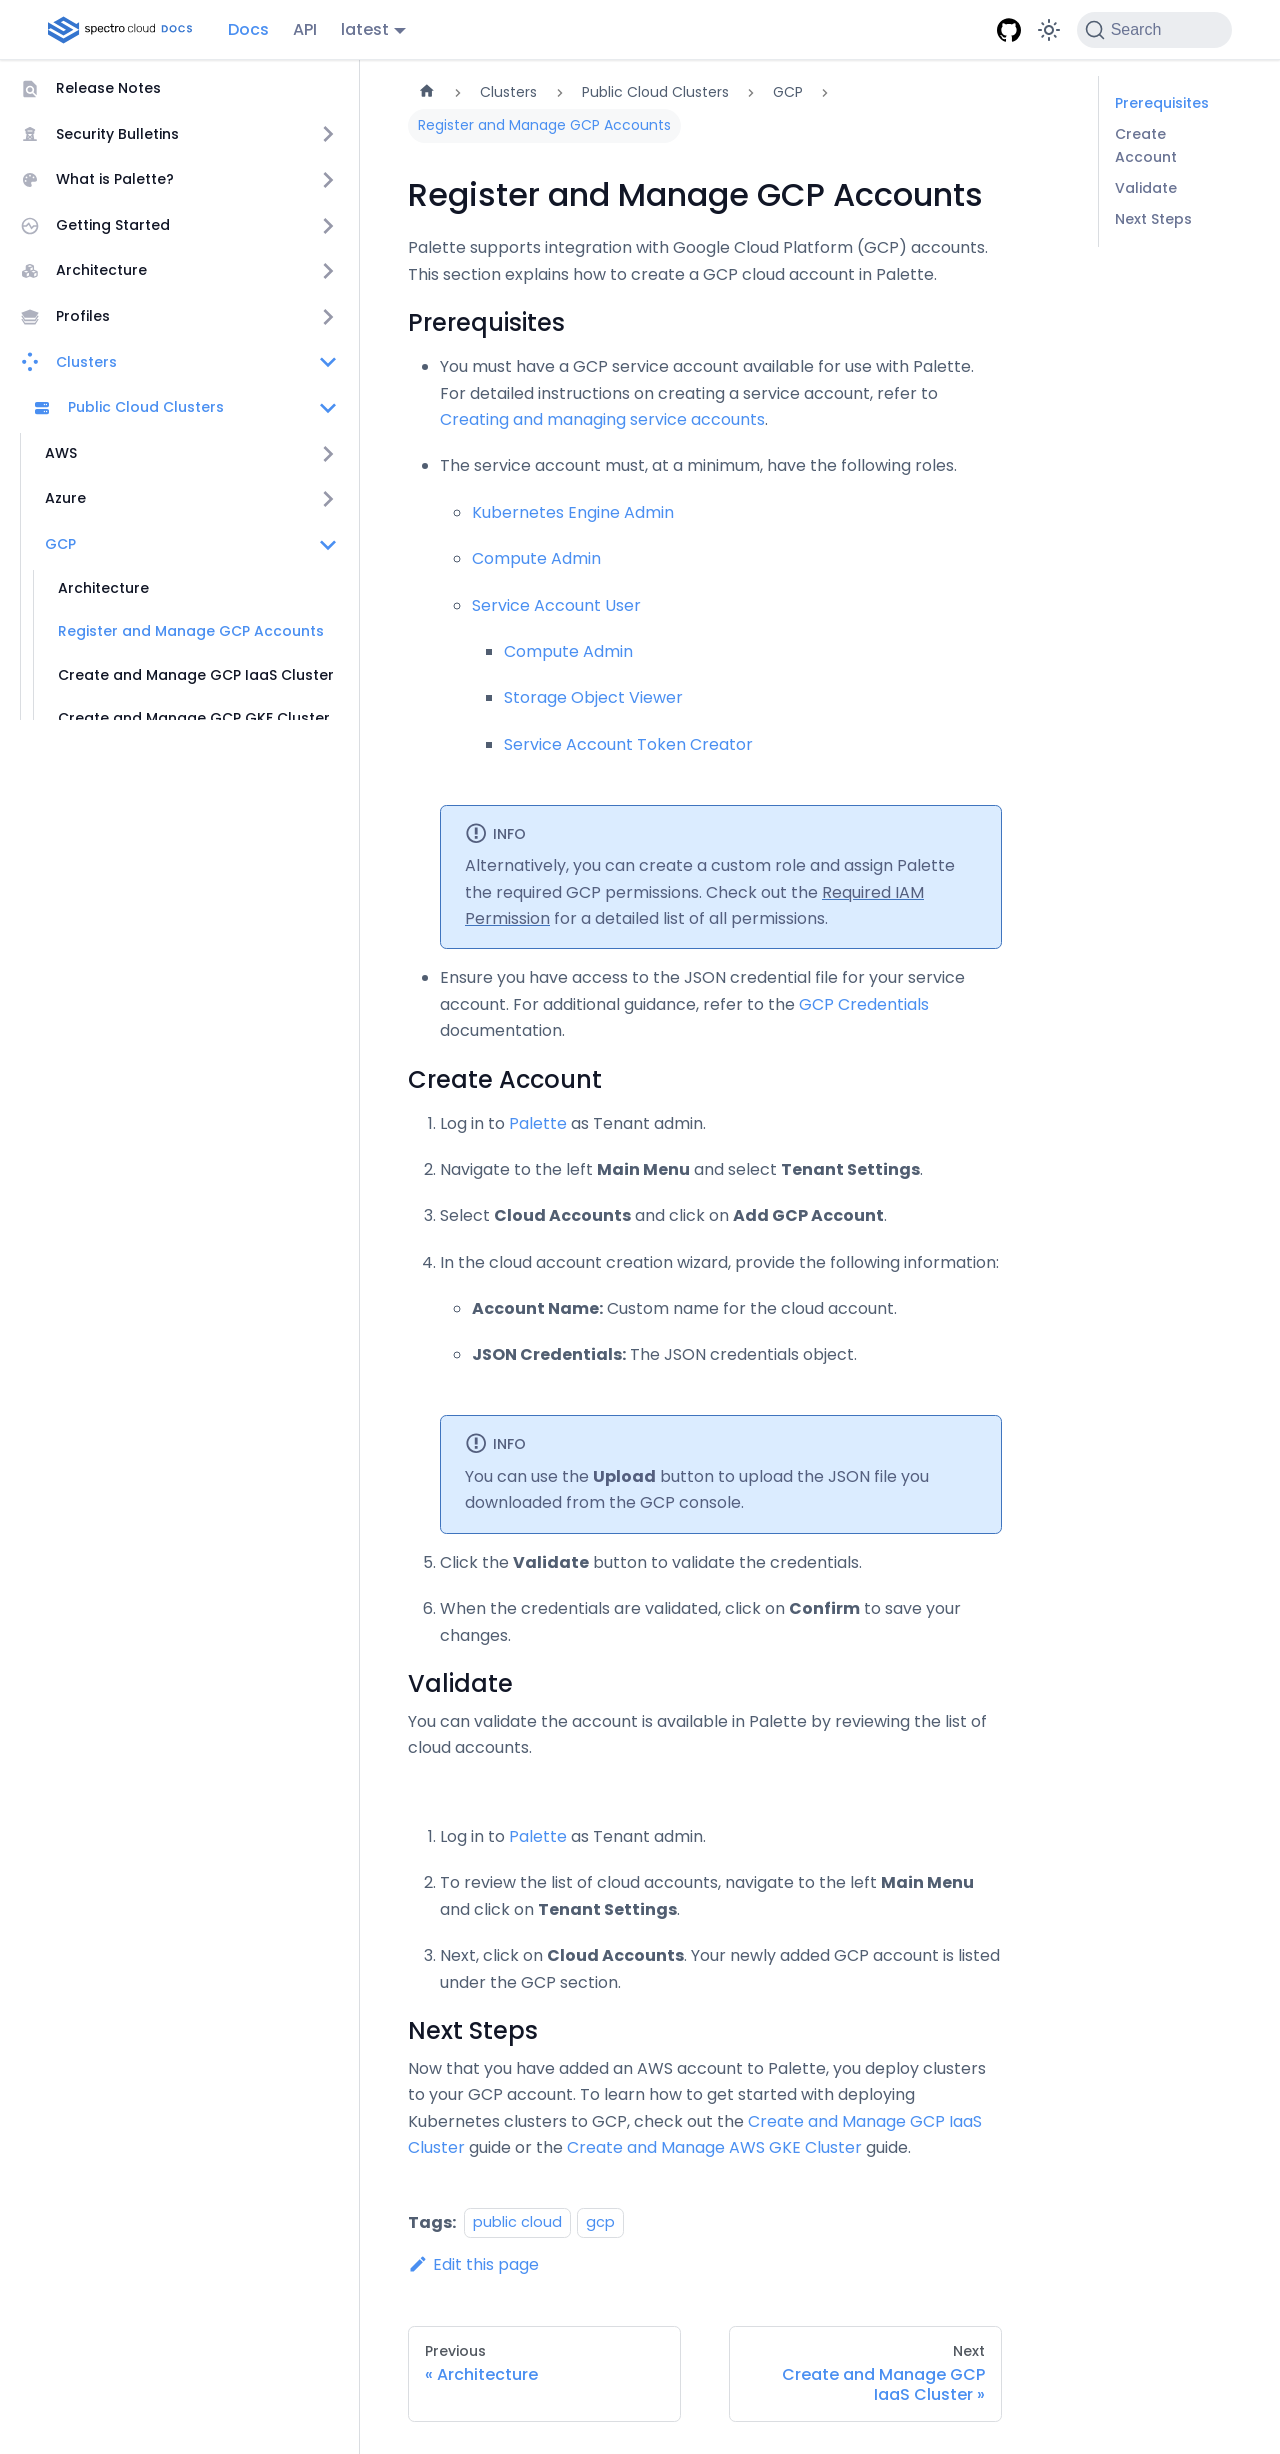 spectro cloud DOCS
Docs
API
latest
Search
Release Notes
Security Bulletins
What is Palette?
Getting Started
Architecture
Profiles
Clusters
Public Cloud Clusters
AWS
Azure
GCP
Architecture
Register and Manage GCP Accounts
Create and Manage GCP IaaS Cluster
Create and Manage GCP GKE Cluster
Clusters
Public Cloud Clusters
GCP
Register and Manage GCP Accounts
Register and Manage GCP Accounts
Palette supports integration with Google Cloud Platform (GCP) accounts.
This section explains how to create a GCP cloud account in Palette.
Prerequisites
• You must have a GCP service account available for use with Palette.
For detailed instructions on creating a service account, refer to
Creating and managing service accounts.
• The service account must, at a minimum, have the following roles.
◦ Kubernetes Engine Admin
◦ Compute Admin
◦ Service Account User
▪ Compute Admin
▪ Storage Object Viewer
▪ Service Account Token Creator
INFO
Alternatively, you can create a custom role and assign Palette
the required GCP permissions. Check out the Required IAM
Permission for a detailed list of all permissions.
• Ensure you have access to the JSON credential file for your service
account. For additional guidance, refer to the GCP Credentials
documentation.
Create Account
1. Log in to Palette as Tenant admin.
2. Navigate to the left Main Menu and select Tenant Settings.
3. Select Cloud Accounts and click on Add GCP Account.
4. In the cloud account creation wizard, provide the following information:
◦ Account Name: Custom name for the cloud account.
◦ JSON Credentials: The JSON credentials object.
INFO
You can use the Upload button to upload the JSON file you
downloaded from the GCP console.
5. Click the Validate button to validate the credentials.
6. When the credentials are validated, click on Confirm to save your
changes.
Validate
You can validate the account is available in Palette by reviewing the list of
cloud accounts.
1. Log in to Palette as Tenant admin.
2. To review the list of cloud accounts, navigate to the left Main Menu
and click on Tenant Settings.
3. Next, click on Cloud Accounts. Your newly added GCP account is listed
under the GCP section.
Next Steps
Now that you have added an AWS account to Palette, you deploy clusters
to your GCP account. To learn how to get started with deploying
Kubernetes clusters to GCP, check out the Create and Manage GCP IaaS
Cluster guide or the Create and Manage AWS GKE Cluster guide.
Tags: public cloud gcp
Edit this page
Previous
« Architecture
Next
Create and Manage GCP
IaaS Cluster »
Prerequisites
Create
Account
Validate
Next Steps